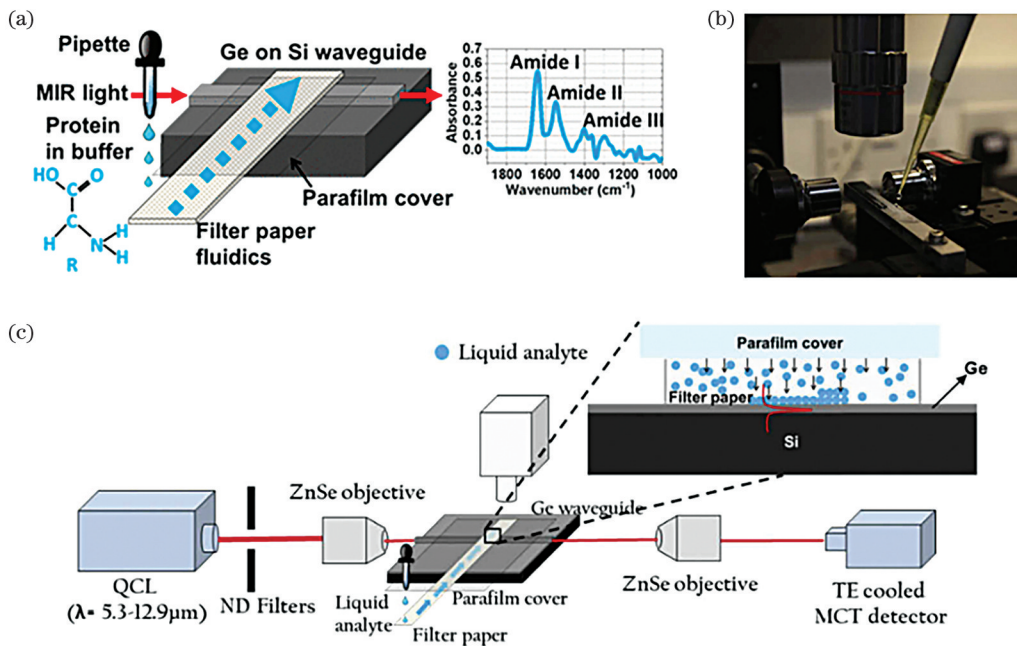 (a)
Pipette
Ge on Si waveguide
MIR light
Protein
in buffer
HO
O
C
H
C
N
H
H
R
Parafilm cover
Filter paper
fluidics
Absorbance
0.7
0.6
0.5
0.4
0.3
0.2
0.1
0.0
Amide I
Amide II
Amide III
1800 1600 1400 1200 1000
Wavenumber (cm⁻¹)
(b)
(c)
Liquid analyte
Parafilm cover
Filter paper
Ge
Si
ZnSe objective
Ge waveguide
QCL
(λ= 5.3-12.9μm)
ND Filters
Liquid
analyte
Parafilm cover
Filter paper
ZnSe objective
TE cooled
MCT detector